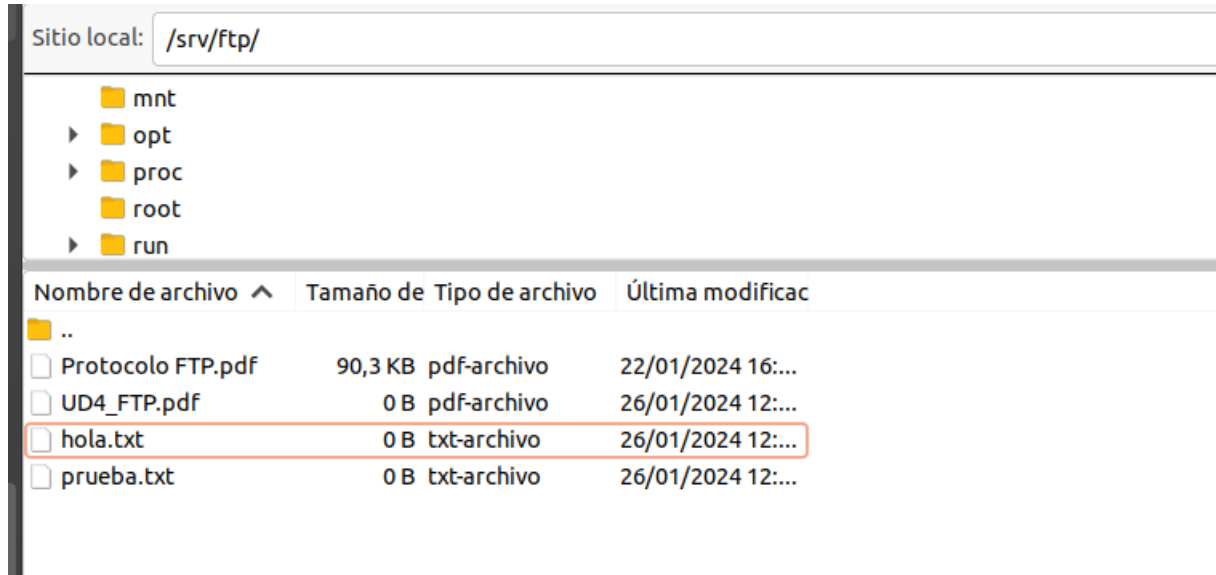 Sitio local: /srv/ftp/
mnt
opt
proc
root
run
Nombre de archivo Tamaño de Tipo de archivo Última modificac
..
Protocolo FTP.pdf 90,3 KB pdf-archivo 22/01/2024 16:...
UD4_FTP.pdf 0 B pdf-archivo 26/01/2024 12:...
hola.txt 0 B txt-archivo 26/01/2024 12:...
prueba.txt 0 B txt-archivo 26/01/2024 12:...